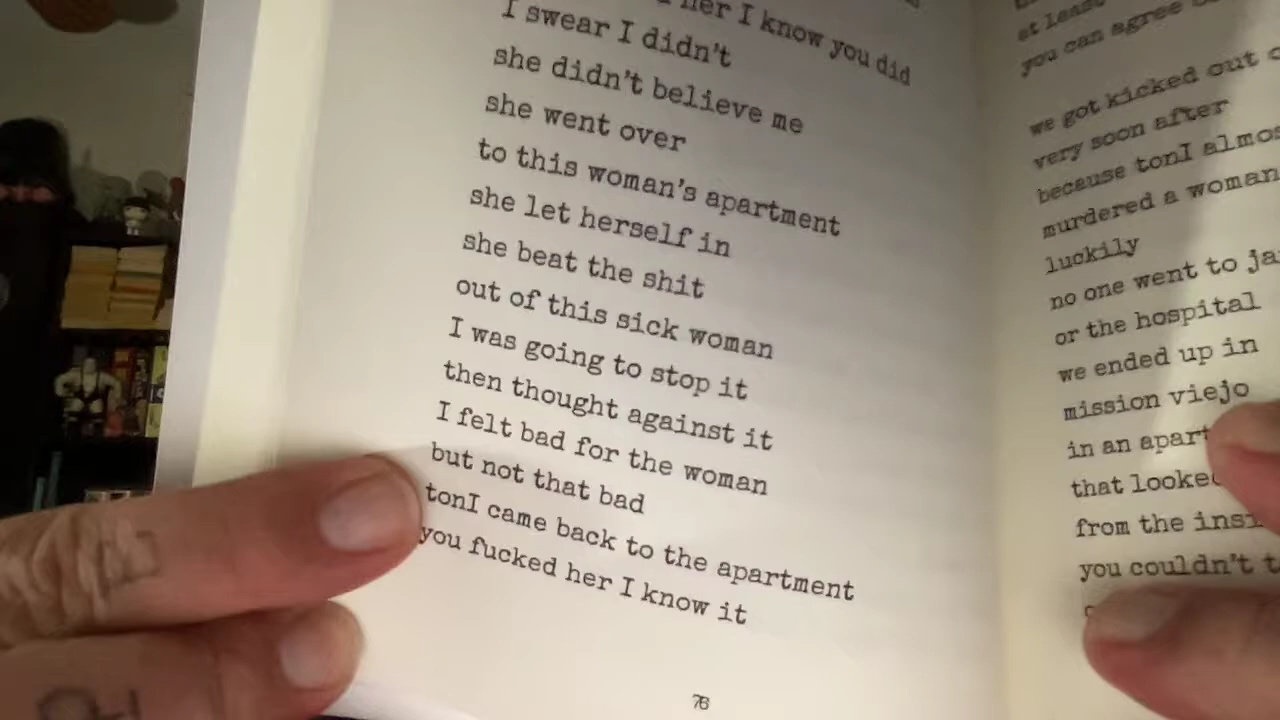 her I know you did
I swear I didn't
she didn't believe me
she went over
to this woman's apartment
she let herself in
she beat the shit
out of this sick woman
I was going to stop it
then thought against it
I felt bad for the woman
but not that bad
tonI came back to the apartment
you fucked her I know it
76
at least
you can agree
we got kicked out
very soon after
because tonI
murdered a woman
luckily
no one went to
or the hospital
we ended up in
mission viejo
in an
that
from the
you couldn't